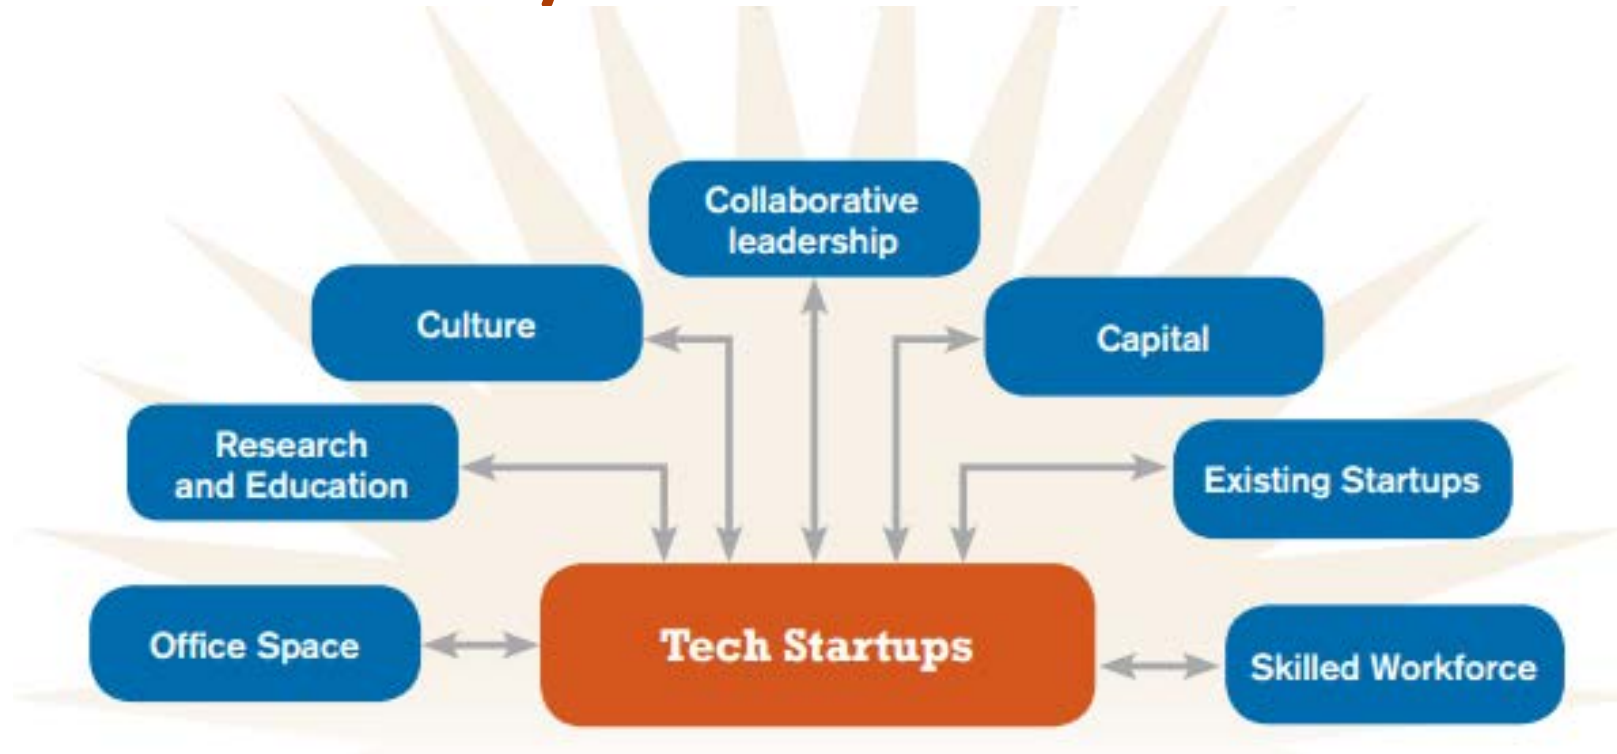 Collaborative
leadership
Culture
Capital
Research
and Education
Existing Startups
Office Space
Tech Startups
Skilled Workforce